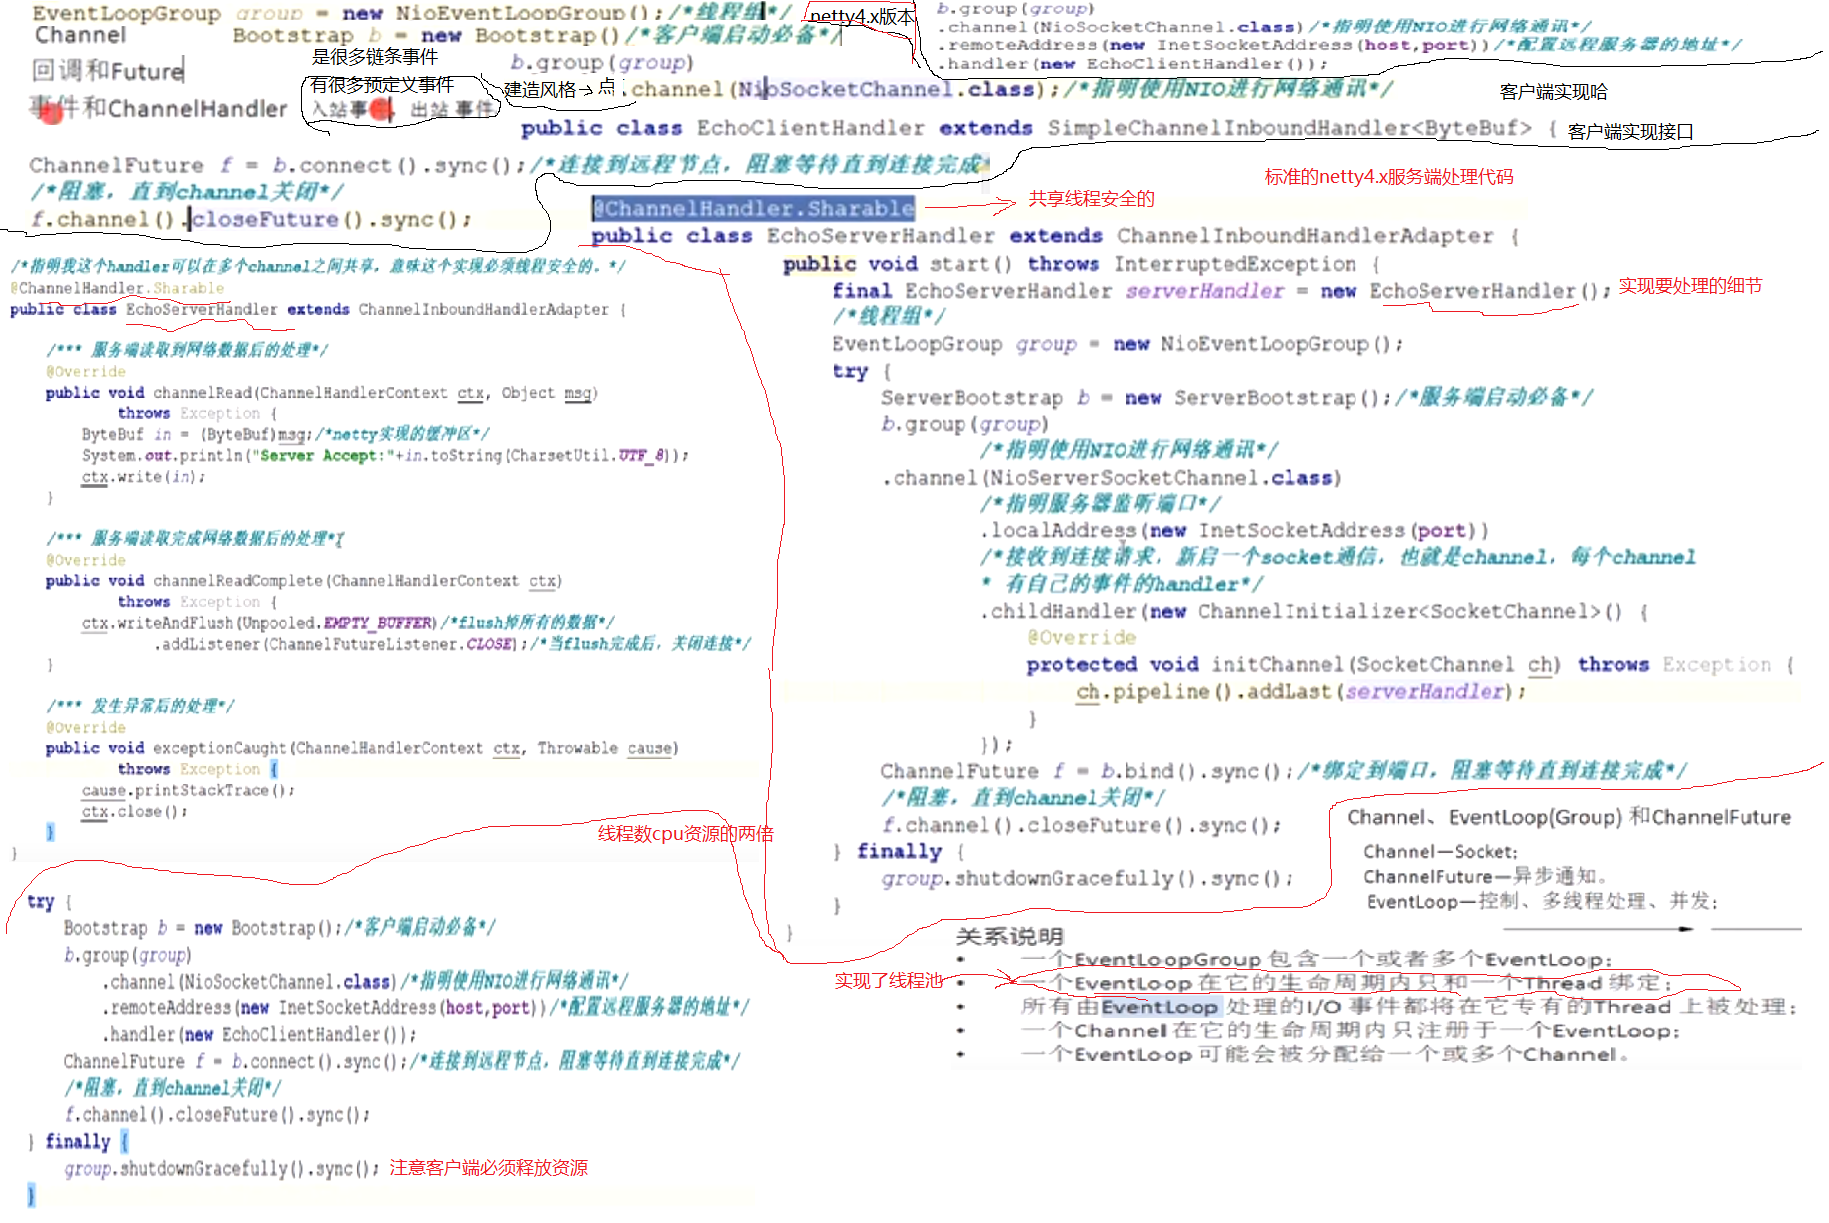 EventLoopGroup group = new NioEventLoopGroup();/*线程组*/
Channel
Bootstrap b = new Bootstrap()/*客户端启动必备*/
netty4.x版本
回调和Future
是很多链条事件
有很多预定义事件
事件和ChannelHandler
入站事件 出站 事件
b.group(group)
建造风格→ 点
.channel(NioSocketChannel.class);/*指明使用NIO进行网络通讯*/
b.group(group)
.channel(NioSocketChannel.class)/*指明使用NIO进行网络通讯*/
.remoteAddress(new InetSocketAddress(host,port))/*配置远程服务器的地址*/
.handler(new EchoClientHandler());
客户端实现哈
public class EchoClientHandler extends SimpleChannelInboundHandler<ByteBuf> {
客户端实现接口
ChannelFuture f = b.connect().sync();/*连接到远程节点，阻塞等待直到连接完成*
/*阻塞，直到channel关闭*/
f.channel().closeFuture().sync();
标准的netty4.x服务端处理代码
@ChannelHandler.Sharable
共享线程安全的
public class EchoServerHandler extends ChannelInboundHandlerAdapter {
/*指明我这个handler可以在多个channel之间共享，意味这个实现必须线程安全的。*/
@ChannelHandler.Sharable
public class EchoServerHandler extends ChannelInboundHandlerAdapter {
/*** 服务端读取到网络数据后的处理*/
@Override
public void channelRead(ChannelHandlerContext ctx, Object msg)
throws Exception {
ByteBuf in = (ByteBuf)msg;/*netty实现的缓冲区*/
System.out.println("Server Accept:"+in.toString(CharsetUtil.UTF_8));
ctx.write(in);
}
/*** 服务端读取完成网络数据后的处理*/
@Override
public void channelReadComplete(ChannelHandlerContext ctx)
throws Exception {
ctx.writeAndFlush(Unpooled.EMPTY_BUFFER)/*flush掉所有的数据*/
.addListener(ChannelFutureListener.CLOSE);/*当flush完成后，关闭连接*/
}
/*** 发生异常后的处理*/
@Override
public void exceptionCaught(ChannelHandlerContext ctx, Throwable cause)
throws Exception {
cause.printStackTrace();
ctx.close();
}
}
public void start() throws InterruptedException {
final EchoServerHandler serverHandler = new EchoServerHandler();
实现要处理的细节
/*线程组*/
EventLoopGroup group = new NioEventLoopGroup();
try {
ServerBootstrap b = new ServerBootstrap();/*服务端启动必备*/
b.group(group)
/*指明使用NIO进行网络通讯*/
.channel(NioServerSocketChannel.class)
/*指明服务器监听端口*/
.localAddress(new InetSocketAddress(port))
/*接收到连接请求，新启一个socket通信，也就是channel，每个channel
* 有自己的事件的handler*/
.childHandler(new ChannelInitializer<SocketChannel>() {
@Override
protected void initChannel(SocketChannel ch) throws Exception {
ch.pipeline().addLast(serverHandler);
}
});
ChannelFuture f = b.bind().sync();/*绑定到端口，阻塞等待直到连接完成*/
/*阻塞，直到channel关闭*/
f.channel().closeFuture().sync();
} finally {
group.shutdownGracefully().sync();
}
}
线程数cpu资源的两倍
try {
Bootstrap b = new Bootstrap();/*客户端启动必备*/
b.group(group)
.channel(NioSocketChannel.class)/*指明使用NIO进行网络通讯*/
.remoteAddress(new InetSocketAddress(host,port))/*配置远程服务器的地址*/
.handler(new EchoClientHandler());
ChannelFuture f = b.connect().sync();/*连接到远程节点，阻塞等待直到连接完成*/
/*阻塞，直到channel关闭*/
f.channel().closeFuture().sync();
} finally {
group.shutdownGracefully().sync();
注意客户端必须释放资源
}
Channel、EventLoop(Group) 和ChannelFuture
Channel—Socket;
ChannelFuture—异步通知。
EventLoop—控制、多线程处理、并发;
关系说明
• 一个EventLoopGroup 包含一个或者多个EventLoop;
实现了线程池
• 一个EventLoop 在它的生命周期内只和一个Thread 绑定;
• 所有由EventLoop 处理的I/O 事件都将在它专有的Thread 上被处理;
• 一个Channel 在它的生命周期内只注册于一个EventLoop;
• 一个EventLoop 可能会被分配给一个或多个Channel。